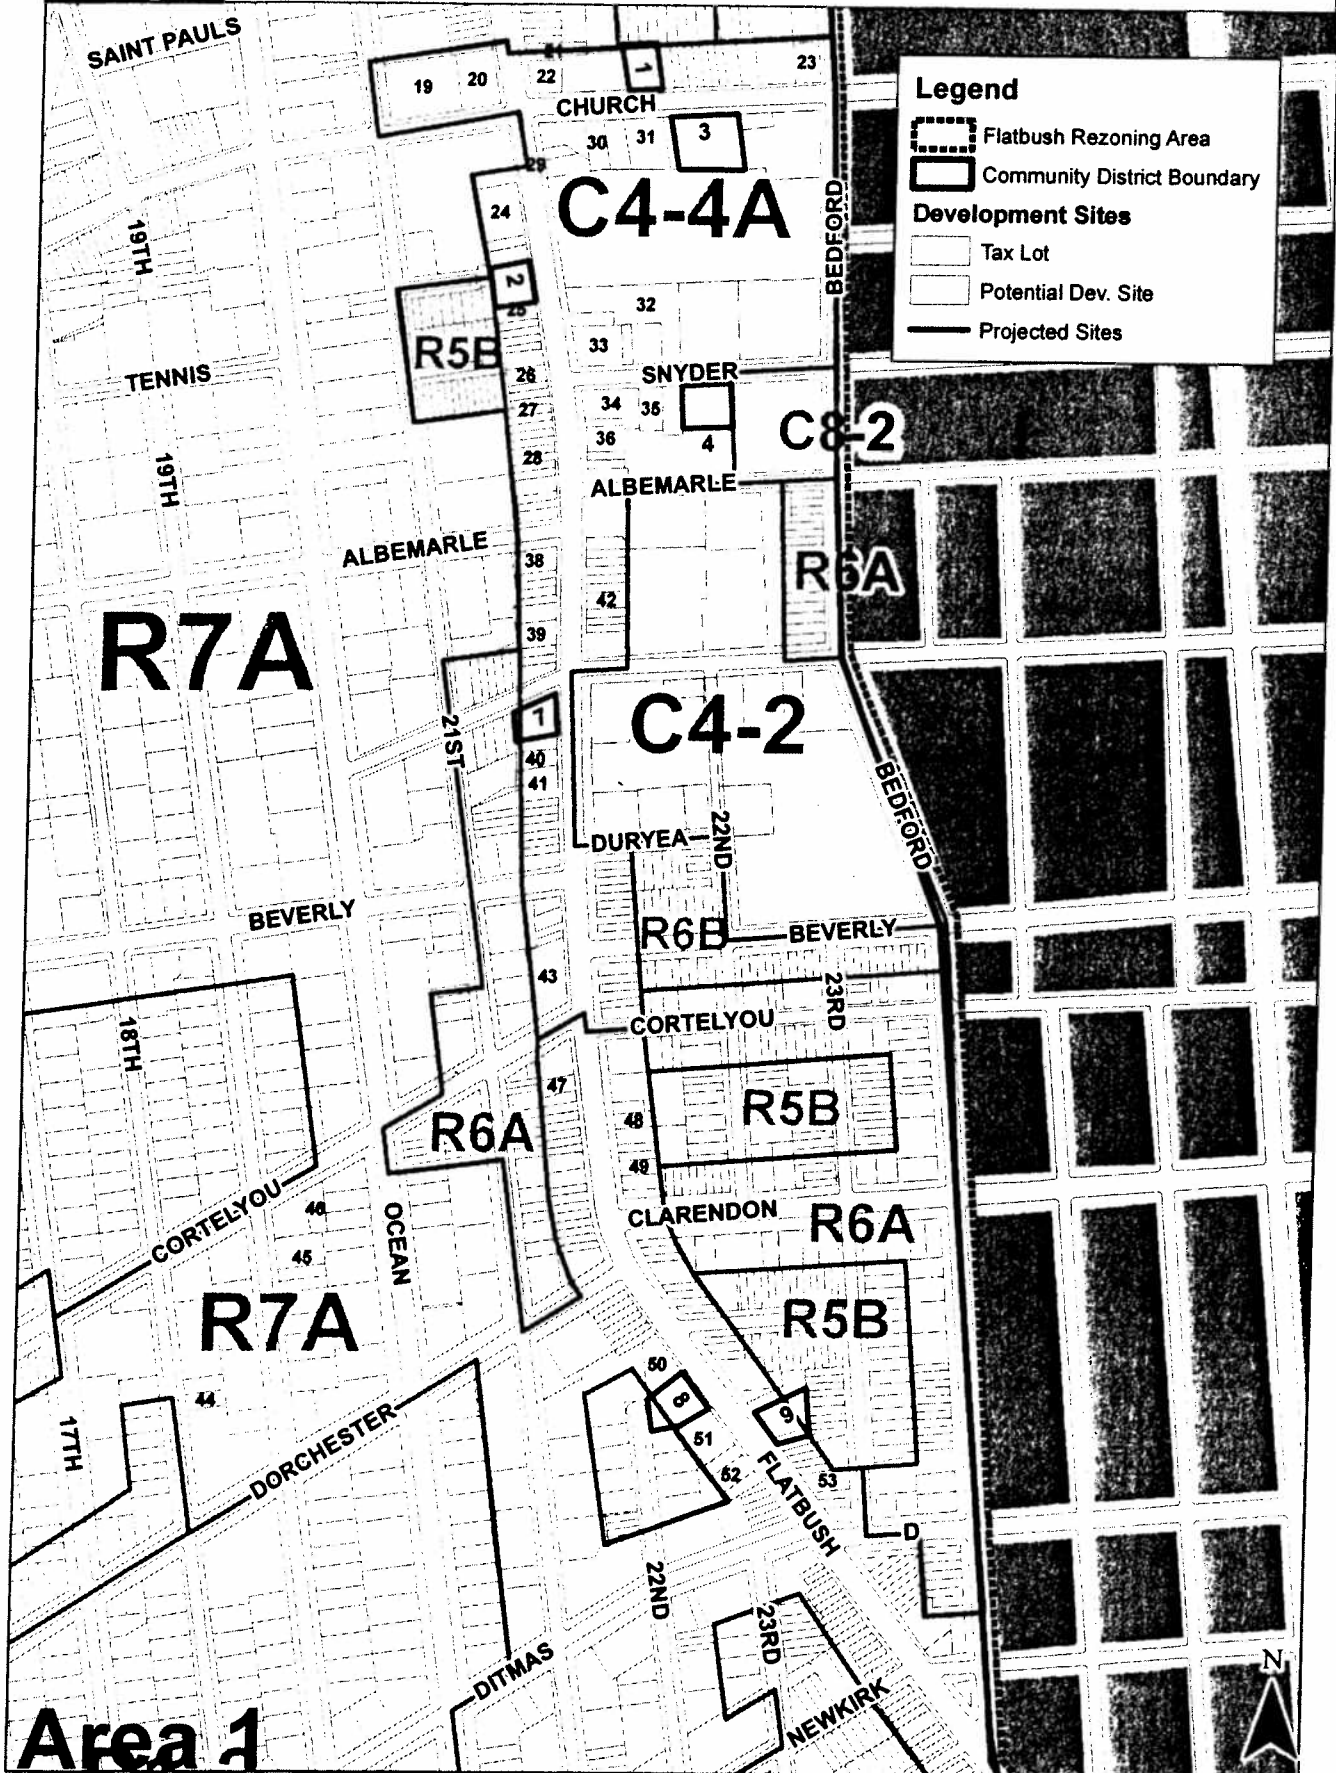 SAINT PAULS
19
20
21
22
1
23
CHURCH
30
31
3
29
C4-4A
24
BEDFORD
2
25
32
33
R5B
19TH
TENNIS
26
SNYDER
27
34
35
36
4
C8-2
28
19TH
ALBEMARLE
ALBEMARLE
38
R6A
42
39
R7A
7
C4-2
21ST
40
41
BEDFORD
DURYEA
22ND
BEVERLY
R6B
BEVERLY
43
23RD
18TH
CORTELYOU
47
R6A
48
R5B
49
46
CORTELYOU
OCEAN
CLARENDON
R6A
45
R7A
R5B
50
8
44
9
51
17TH
DORCHESTER
52
FLATBUSH
53
D
22ND
23RD
DITMAS
NEWKIRK
Area 1
N
Legend
Flatbush Rezoning Area
Community District Boundary
Development Sites
Tax Lot
Potential Dev. Site
Projected Sites